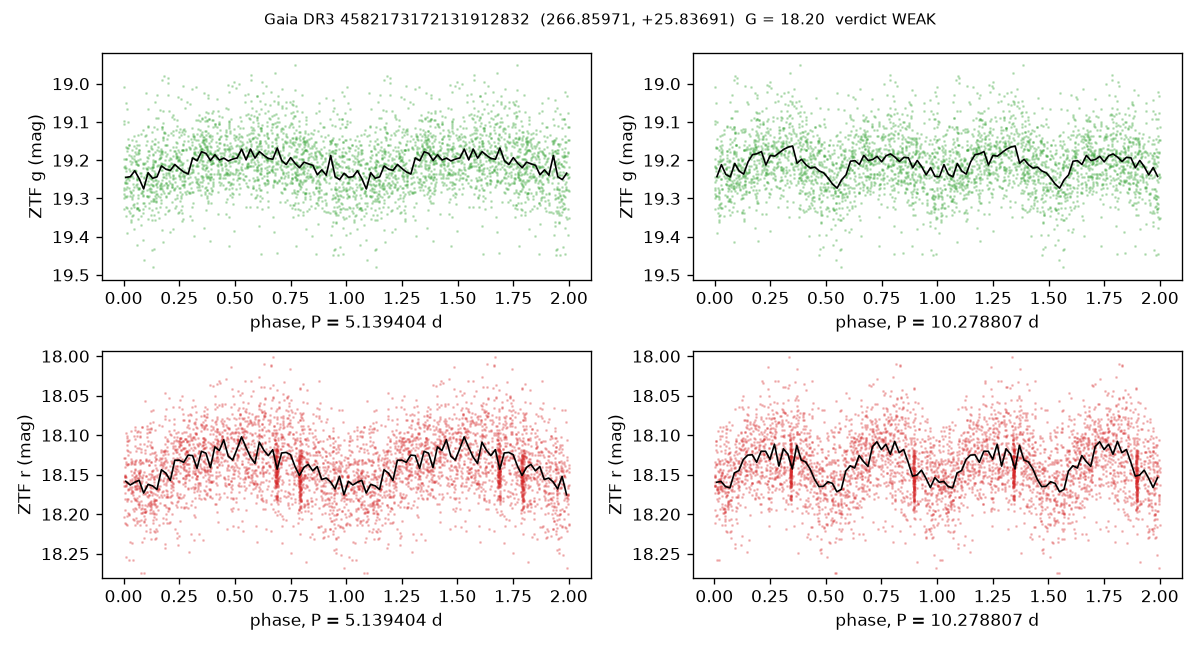 Gaia DR3 4582173172131912832 (266.85971, +25.83691) G = 18.20 verdict WEAK
ZTF g (mag)
19.0
19.1
19.2
19.3
19.4
19.5
0.00 0.25 0.50 0.75 1.00 1.25 1.50 1.75 2.00
phase, P = 5.139404 d
ZTF g (mag)
19.0
19.1
19.2
19.3
19.4
19.5
0.00 0.25 0.50 0.75 1.00 1.25 1.50 1.75 2.00
phase, P = 10.278807 d
ZTF r (mag)
18.00
18.05
18.10
18.15
18.20
18.25
0.00 0.25 0.50 0.75 1.00 1.25 1.50 1.75 2.00
phase, P = 5.139404 d
ZTF r (mag)
18.00
18.05
18.10
18.15
18.20
18.25
0.00 0.25 0.50 0.75 1.00 1.25 1.50 1.75 2.00
phase, P = 10.278807 d